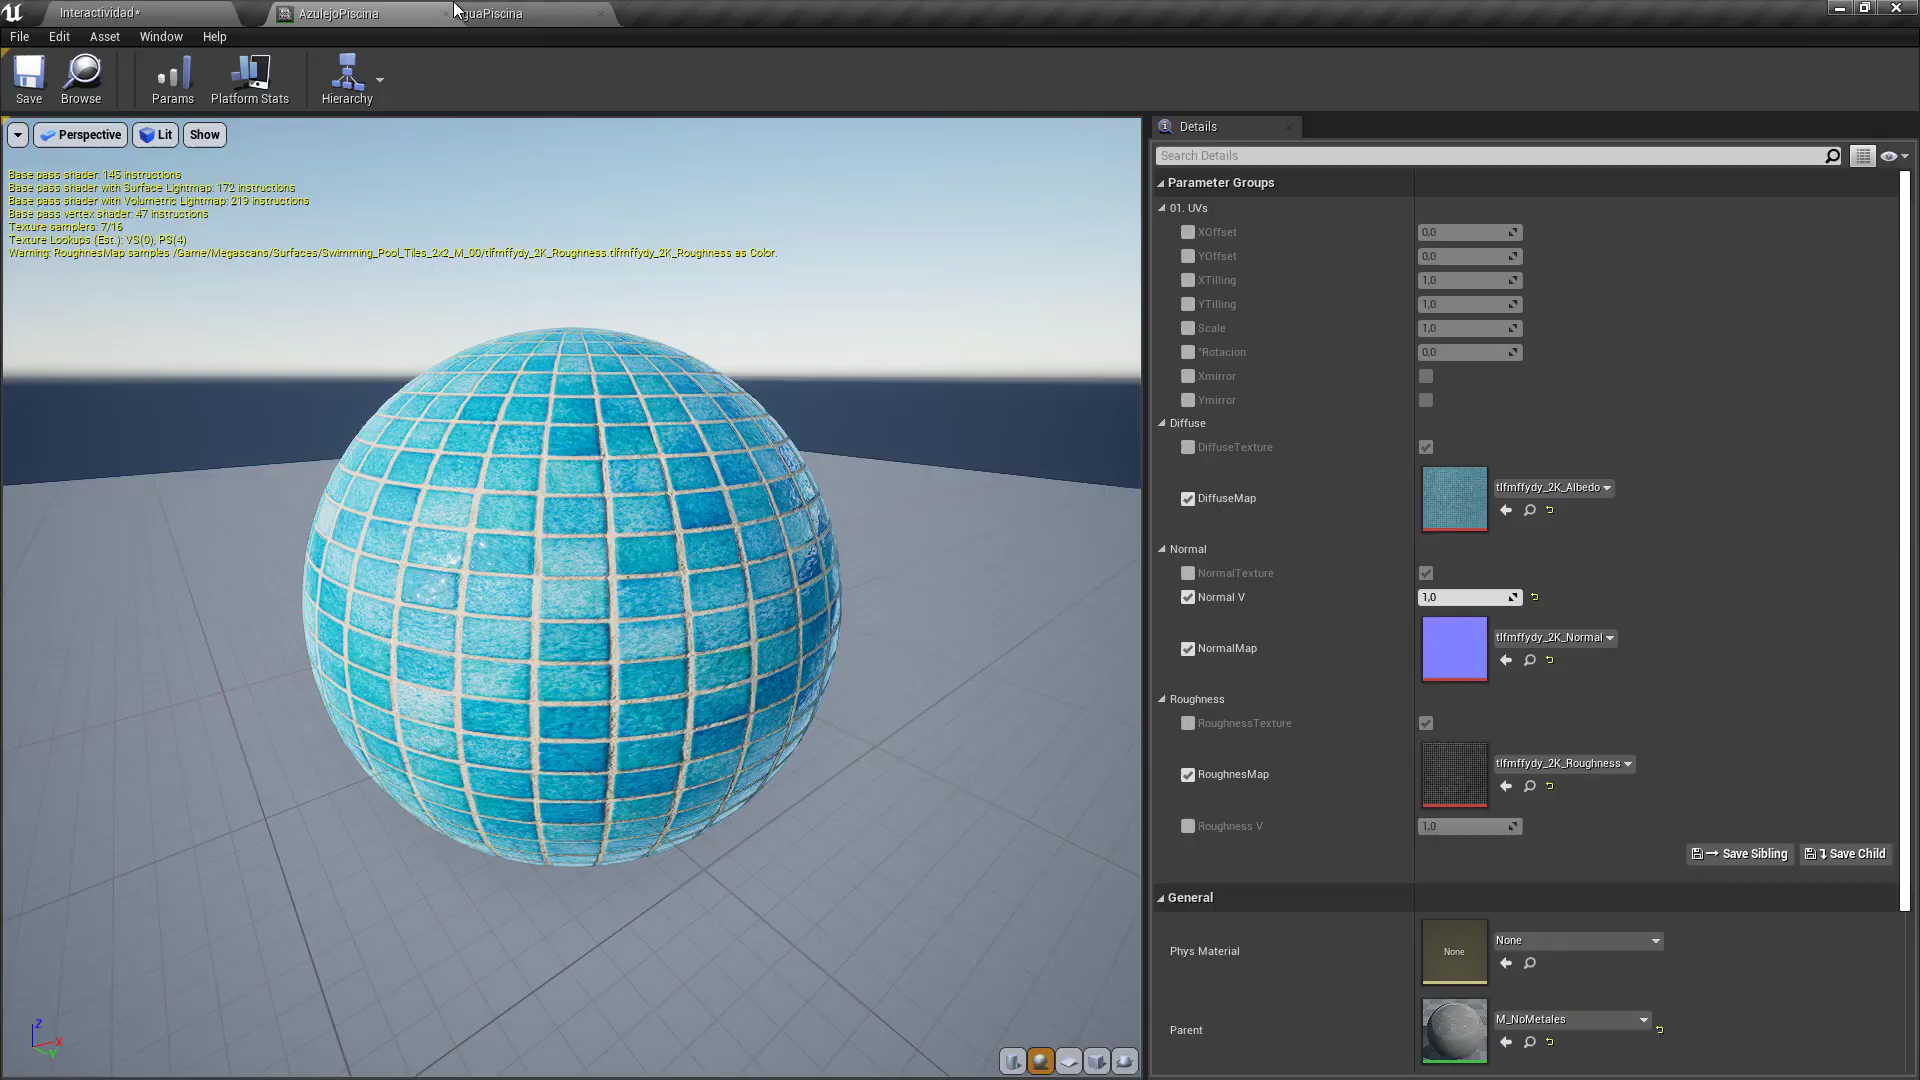 Interactividad*
AzulejoPiscina
guaPiscina
File
Edit
Asset
Window
Help
Save
Browse
Params
Platform Stats
Hierarchy
Perspective
Lit
Show
Base pass shader: 145 instructions
Base pass shader with Surface Lightmap: 172 instructions
Base pass shader with Volumetric Lightmap: 219 instructions
Base pass vertex shader: 47 instructions
Texture samplers: 7/16
Texture Lookups (Est.): VS(0), PS(4)
Warning: RoughnesMap samples /Game/Megascans/Surfaces/Swimming_Pool_Tiles_2x2_M_00/tlfmffydy_2K_Roughness.tlfmffydy_2K_Roughness as Color.
Z
X
Y
Details
Search Details
Parameter Groups
01. UVs
XOffset 0,0
YOffset 0,0
XTilling 1,0
YTilling 1,0
Scale 1,0
*Rotacion 0,0
Xmirror
Ymirror
Diffuse
DiffuseTexture
DiffuseMap tlfmffydy_2K_Albedo
Normal
NormalTexture
Normal V 1,0
NormalMap tlfmffydy_2K_Normal
Roughness
RoughnessTexture
RoughnesMap tlfmffydy_2K_Roughness
Roughness V 1,0
Save Sibling
Save Child
General
Phys Material None None
Parent M_NoMetales